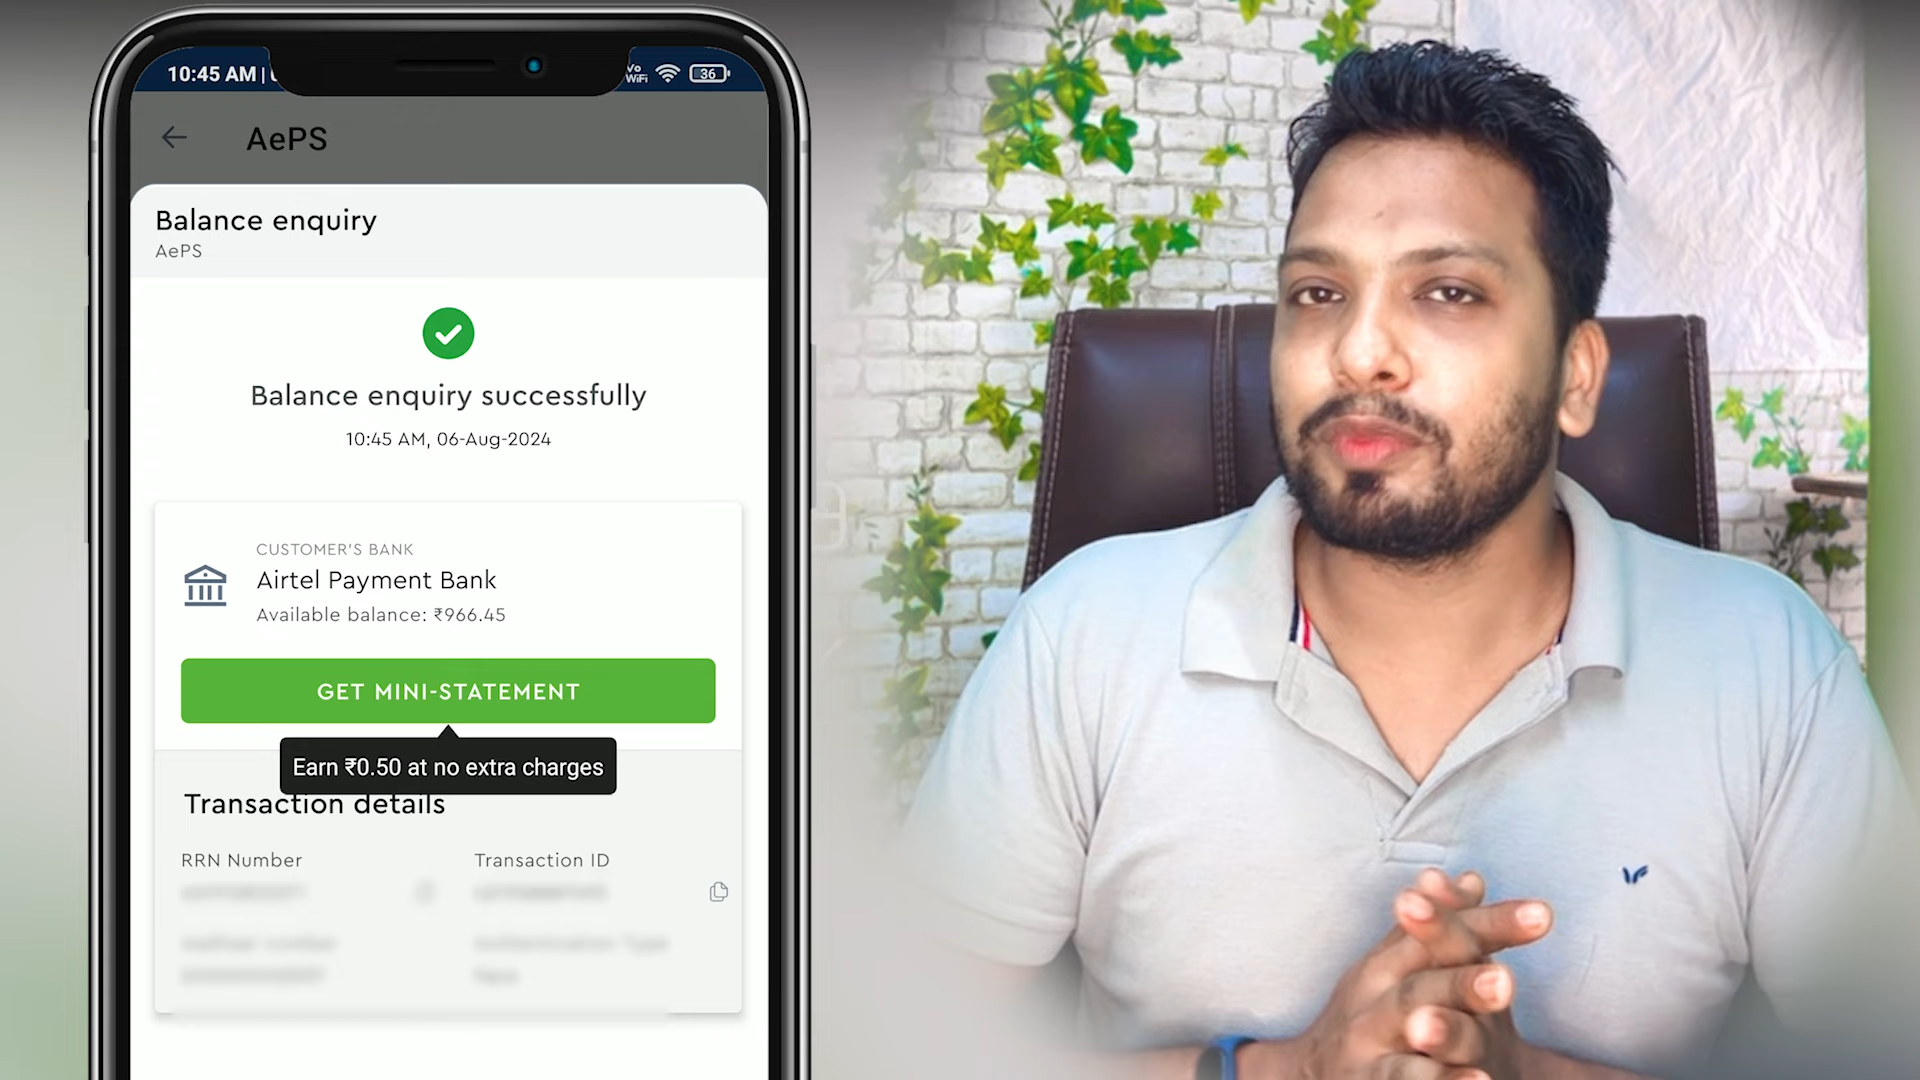 10:45 AM |
Vo
WiFi
36
AePS
Balance enquiry
AePS
Balance enquiry successfully
10:45 AM, 06-Aug-2024
CUSTOMER'S BANK
Airtel Payment Bank
Available balance: ₹966.45
GET MINI-STATEMENT
Earn ₹0.50 at no extra charges
Transaction details
RRN Number
Transaction ID